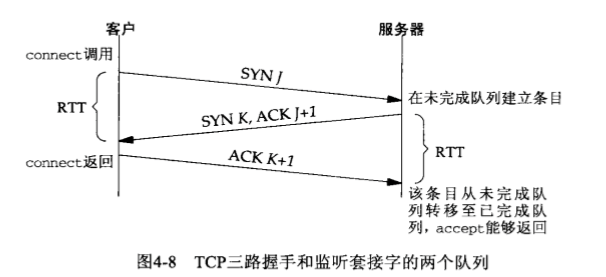 客户
服务器
connect调用
SYN J
在未完成队列建立条目
RTT
SYN K, ACK J+1
connect返回
ACK K+1
RTT
该条目从未完成队
列转移至已完成队
列，accept能够返回
图4-8 TCP三路握手和监听套接字的两个队列